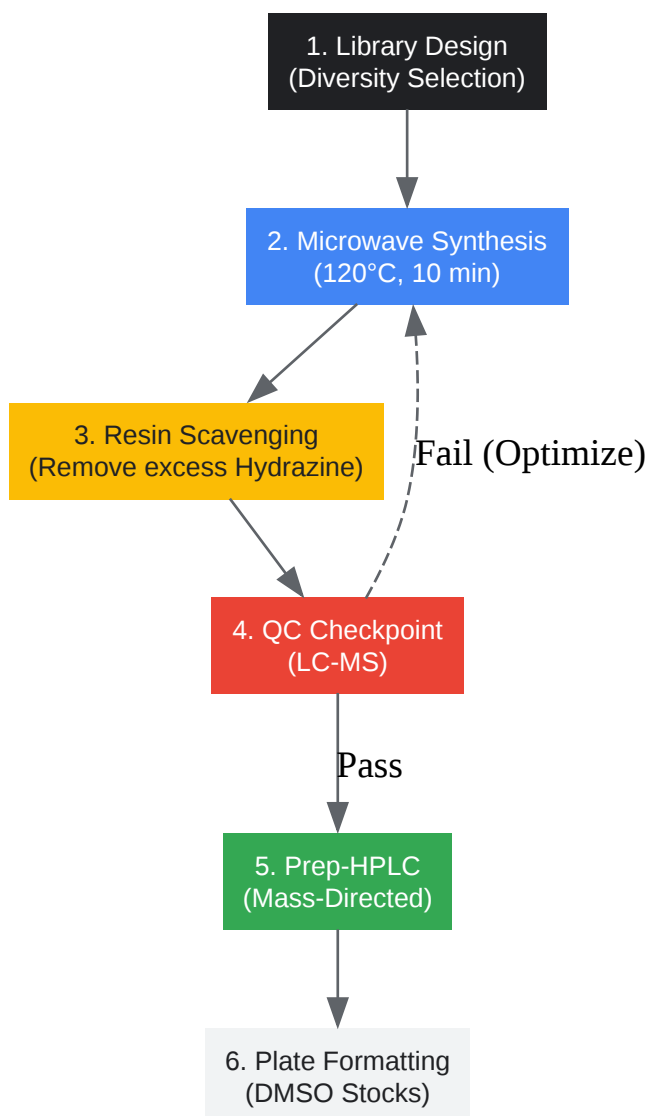 1. Library Design
(Diversity Selection)
2. Microwave Synthesis
(120°C, 10 min)
3. Resin Scavenging
(Remove excess Hydrazine)
Fail (Optimize)
4. QC Checkpoint
(LC-MS)
Pass
5. Prep-HPLC
(Mass-Directed)
6. Plate Formatting
(DMSO Stocks)